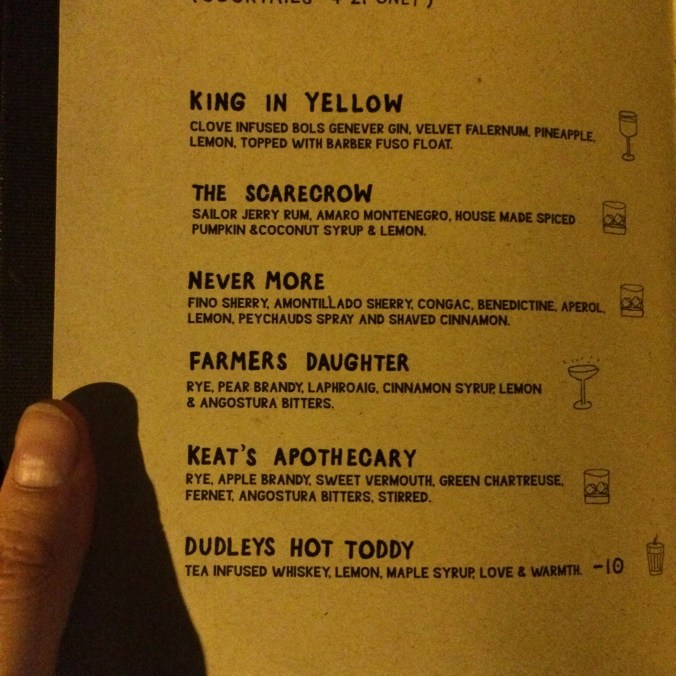 KING IN YELLOW
CLOVE INFUSED BOLS GENEVER GIN, VELVET FALERNUM, PINEAPPLE,
LEMON, TOPPED WITH BARBER FUSO FLOAT.
THE SCARECROW
SAILOR JERRY RUM, AMARO MONTENEGRO, HOUSE MADE SPICED
PUMPKIN &COCONUT SYRUP & LEMON.
NEVER MORE
FINO SHERRY, AMONTILLADO SHERRY, CONGAC, BENEDICTINE, APEROL,
LEMON, PEYCHAUDS SPRAY AND SHAVED CINNAMON.
FARMERS DAUGHTER
RYE, PEAR BRANDY, LAPHROAIG, CINNAMON SYRUP, LEMON
& ANGOSTURA BITTERS.
KEAT'S APOTHECARY
RYE, APPLE BRANDY, SWEET VERMOUTH, GREEN CHARTREUSE,
FERNET, ANGOSTURA BITTERS, STIRRED.
DUDLEYS HOT TODDY
TEA INFUSED WHISKEY, LEMON, MAPLE SYRUP, LOVE & WARMTH. -10